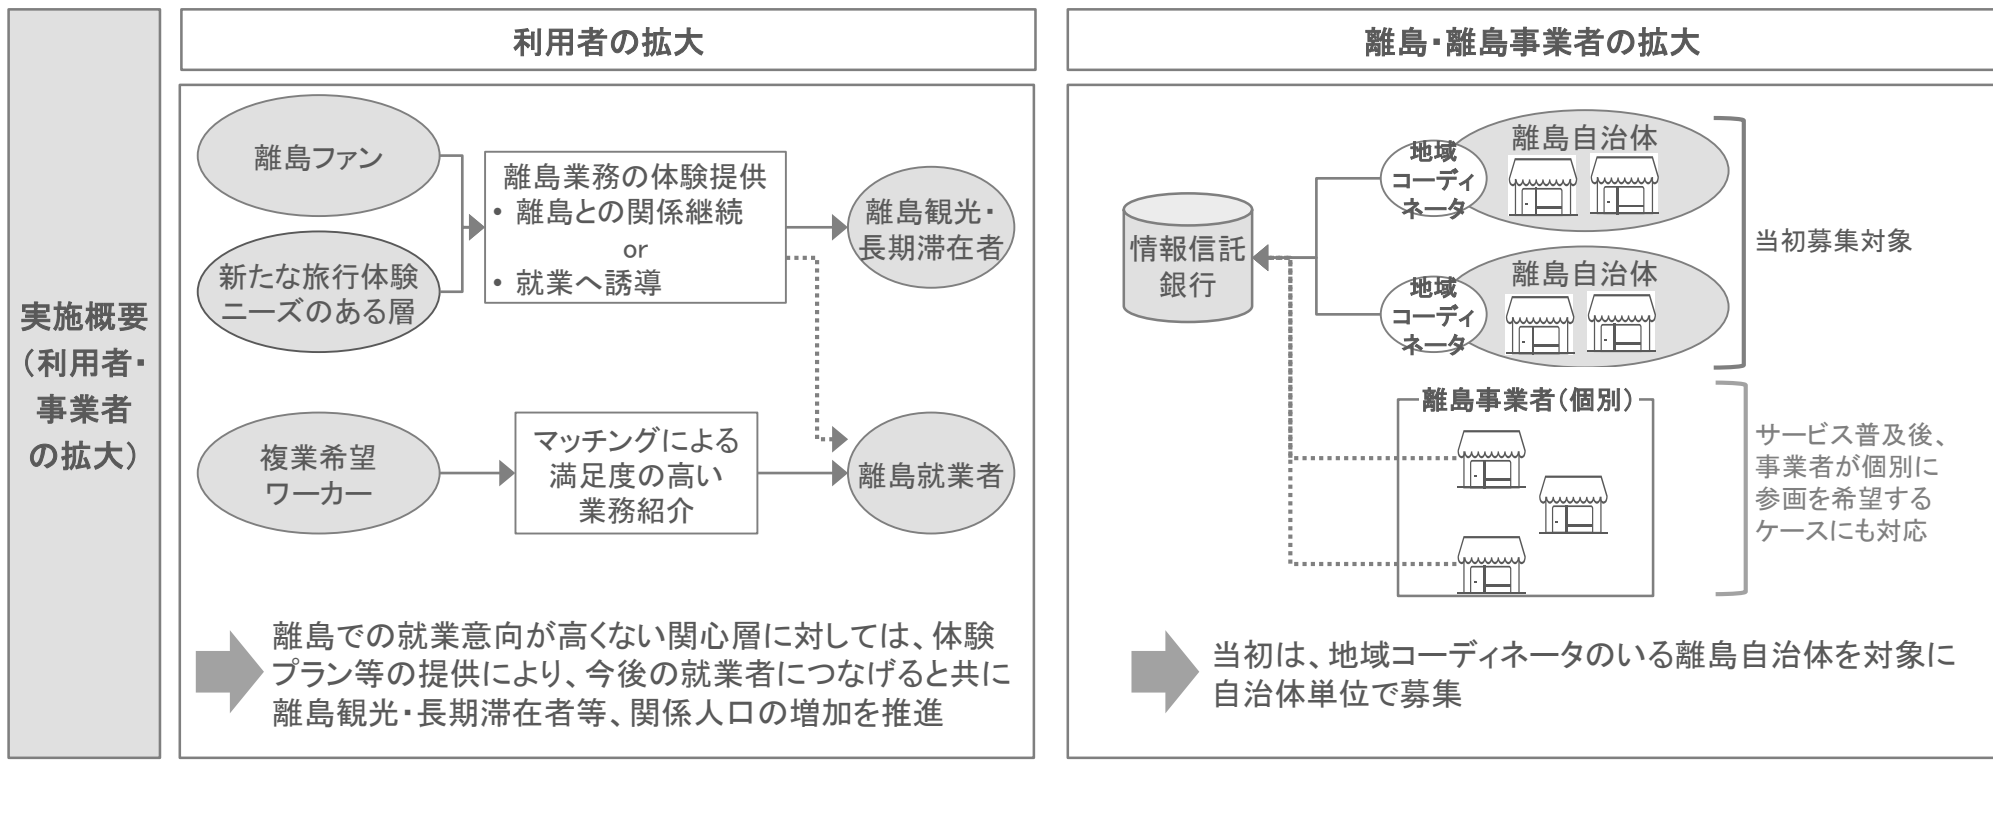 実施概要
（利用者・
事業者
の拡大）
利用者の拡大
離島ファン
新たな旅行体験
ニーズのある層
離島業務の体験提供
• 離島との関係継続
or
• 就業へ誘導
離島観光・
長期滞在者
複業希望
ワーカー
マッチングによる
満足度の高い
業務紹介
離島就業者
離島での就業意向が高くない関心層に対しては、体験
プラン等の提供により、今後の就業者につなげると共に
離島観光・長期滞在者等、関係人口の増加を推進
離島・離島事業者の拡大
情報信託
銀行
地域
コーディ
ネータ
離島自治体
地域
コーディ
ネータ
離島自治体
当初募集対象
離島事業者（個別）
サービス普及後、
事業者が個別に
参画を希望する
ケースにも対応
当初は、地域コーディネータのいる離島自治体を対象に
自治体単位で募集